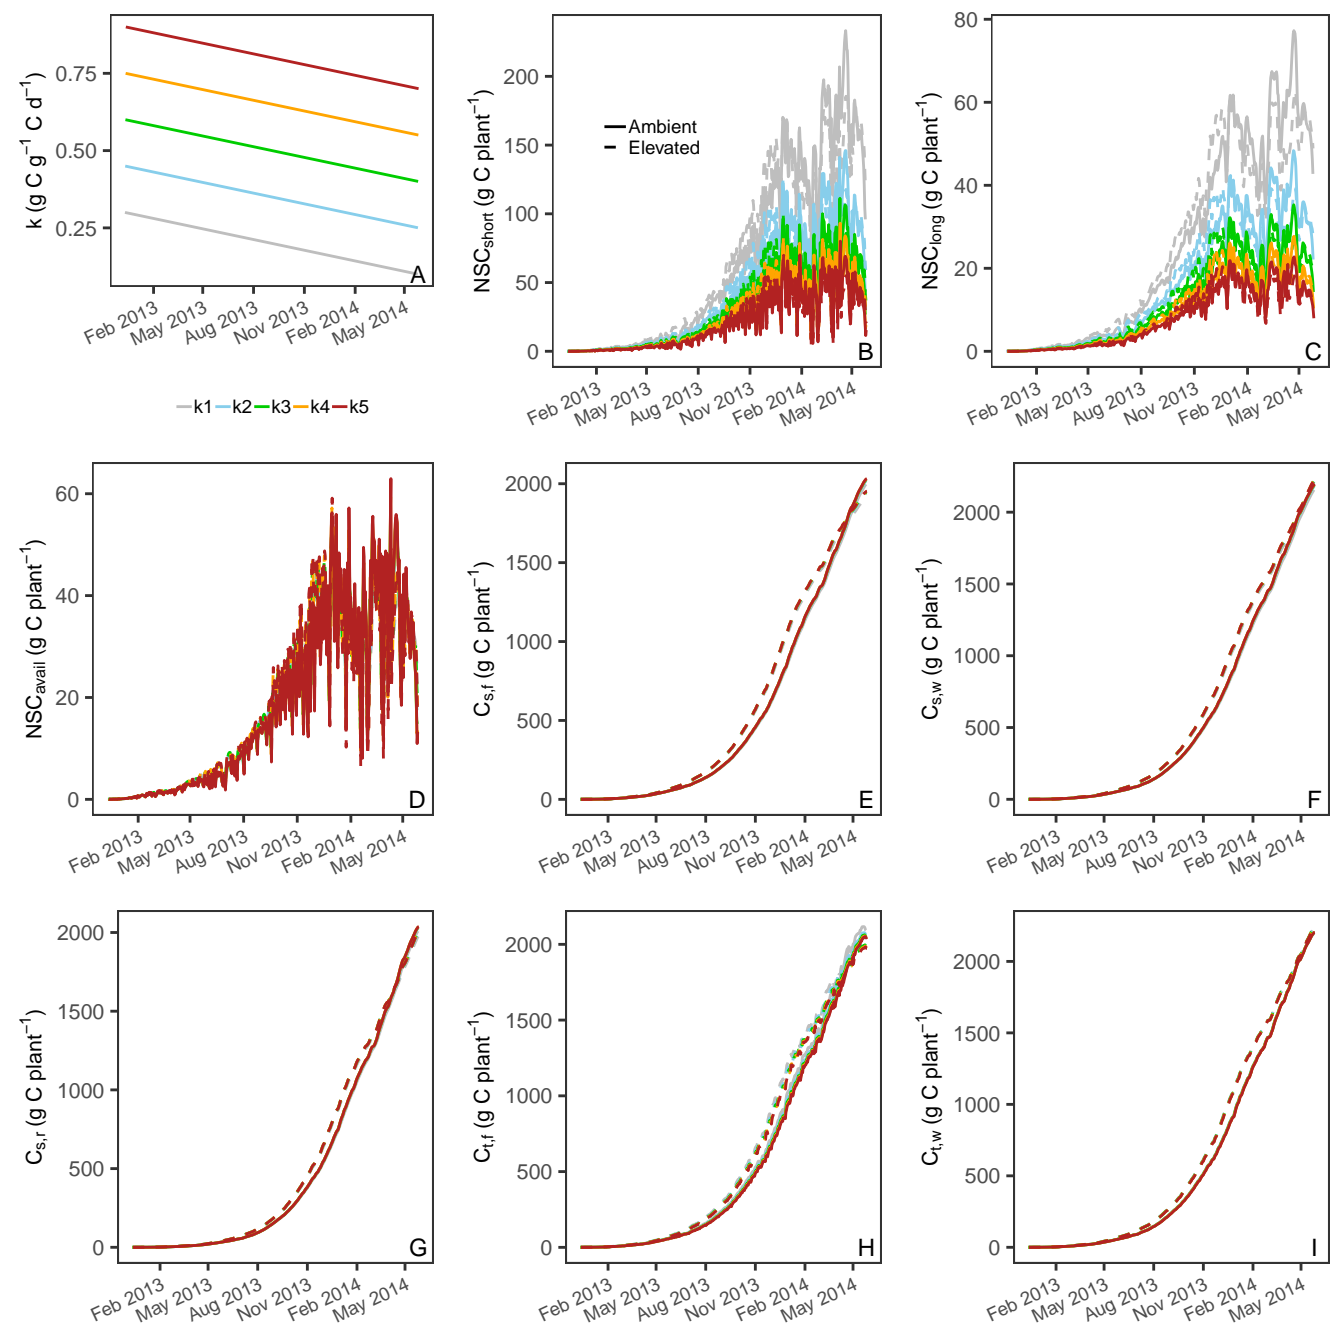 k (g C g−1 C d−1)
0.75
0.50
0.25
A
Feb 2013
May 2013
Aug 2013
Nov 2013
Feb 2014
May 2014
k1 k2 k3 k4 k5
NSCshort (g C plant−1)
200
150
100
50
0
Ambient
Elevated
B
Feb 2013
May 2013
Aug 2013
Nov 2013
Feb 2014
May 2014
NSClong (g C plant−1)
80
60
40
20
0
C
Feb 2013
May 2013
Aug 2013
Nov 2013
Feb 2014
May 2014
NSCavail (g C plant−1)
60
40
20
0
D
Feb 2013
May 2013
Aug 2013
Nov 2013
Feb 2014
May 2014
Cs,f (g C plant−1)
2000
1500
1000
500
0
E
Feb 2013
May 2013
Aug 2013
Nov 2013
Feb 2014
May 2014
Cs,w (g C plant−1)
2000
1500
1000
500
0
F
Feb 2013
May 2013
Aug 2013
Nov 2013
Feb 2014
May 2014
Cs,r (g C plant−1)
2000
1500
1000
500
0
G
Feb 2013
May 2013
Aug 2013
Nov 2013
Feb 2014
May 2014
Ct,f (g C plant−1)
2000
1500
1000
500
0
H
Feb 2013
May 2013
Aug 2013
Nov 2013
Feb 2014
May 2014
Ct,w (g C plant−1)
2000
1500
1000
500
0
I
Feb 2013
May 2013
Aug 2013
Nov 2013
Feb 2014
May 2014